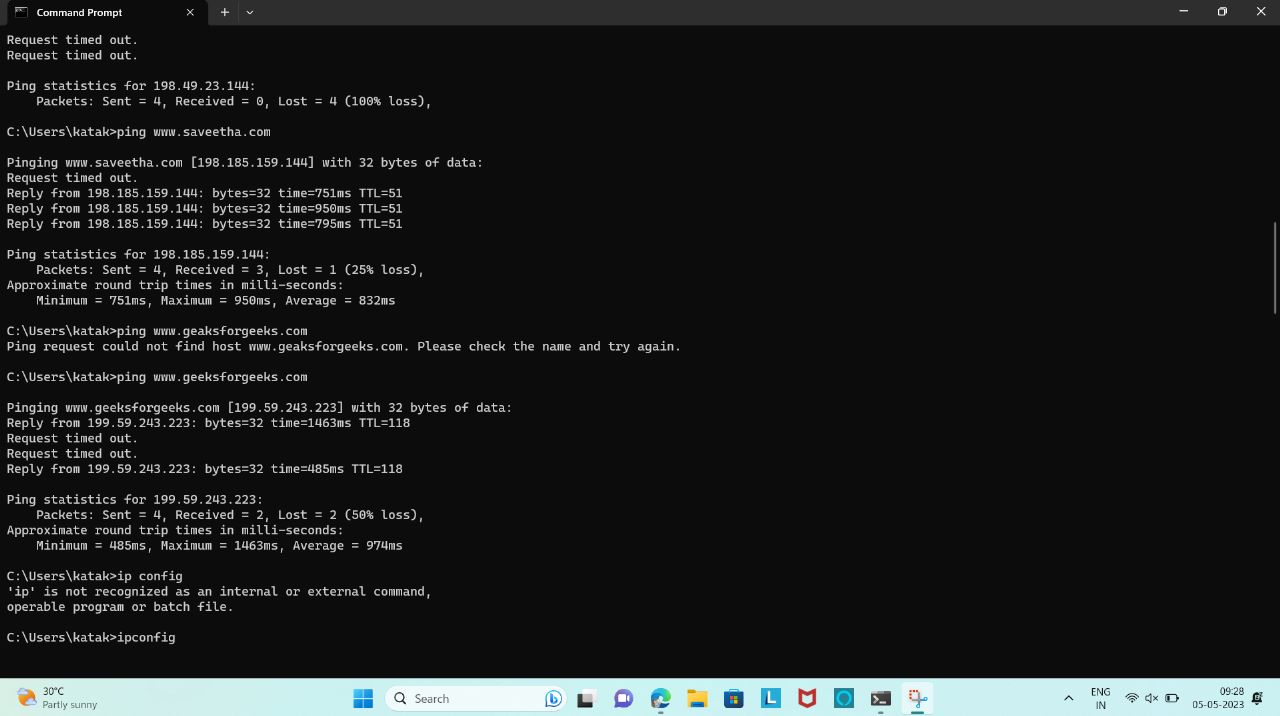 Command Prompt
Request timed out.
Request timed out.
Ping statistics for 198.49.23.144:
Packets: Sent = 4, Received = 0, Lost = 4 (100% loss),
C:\Users\katak>ping www.saveetha.com
Pinging www.saveetha.com [198.185.159.144] with 32 bytes of data:
Request timed out.
Reply from 198.185.159.144: bytes=32 time=751ms TTL=51
Reply from 198.185.159.144: bytes=32 time=950ms TTL=51
Reply from 198.185.159.144: bytes=32 time=795ms TTL=51
Ping statistics for 198.185.159.144:
Packets: Sent = 4, Received = 3, Lost = 1 (25% loss),
Approximate round trip times in milli-seconds:
Minimum = 751ms, Maximum = 950ms, Average = 832ms
C:\Users\katak>ping www.geaksforgeeks.com
Ping request could not find host www.geaksforgeeks.com. Please check the name and try again.
C:\Users\katak>ping www.geeksforgeeks.com
Pinging www.geeksforgeeks.com [199.59.243.223] with 32 bytes of data:
Reply from 199.59.243.223: bytes=32 time=1463ms TTL=118
Request timed out.
Request timed out.
Reply from 199.59.243.223: bytes=32 time=485ms TTL=118
Ping statistics for 199.59.243.223:
Packets: Sent = 4, Received = 2, Lost = 2 (50% loss),
Approximate round trip times in milli-seconds:
Minimum = 485ms, Maximum = 1463ms, Average = 974ms
C:\Users\katak>ip config
'ip' is not recognized as an internal or external command,
operable program or batch file.
C:\Users\katak>ipconfig
30°C
Partly sunny
Search
L
ENG
IN
09:28
05-05-2023